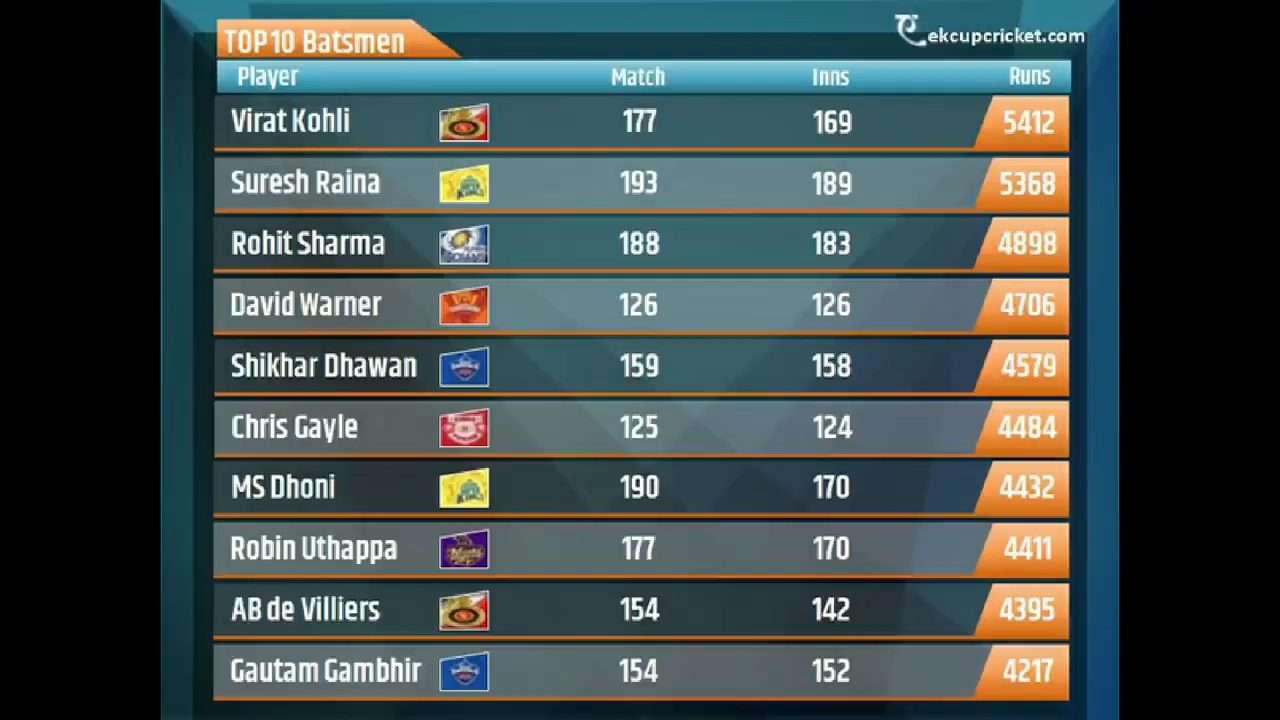 TOP 10 Batsmen
ekcupcricket.com
Player Match Inns Runs
Virat Kohli 177 169 5412
Suresh Raina 193 189 5368
Rohit Sharma 188 183 4898
David Warner 126 126 4706
Shikhar Dhawan 159 158 4579
Chris Gayle 125 124 4484
MS Dhoni 190 170 4432
Robin Uthappa 177 170 4411
AB de Villiers 154 142 4395
Gautam Gambhir 154 152 4217